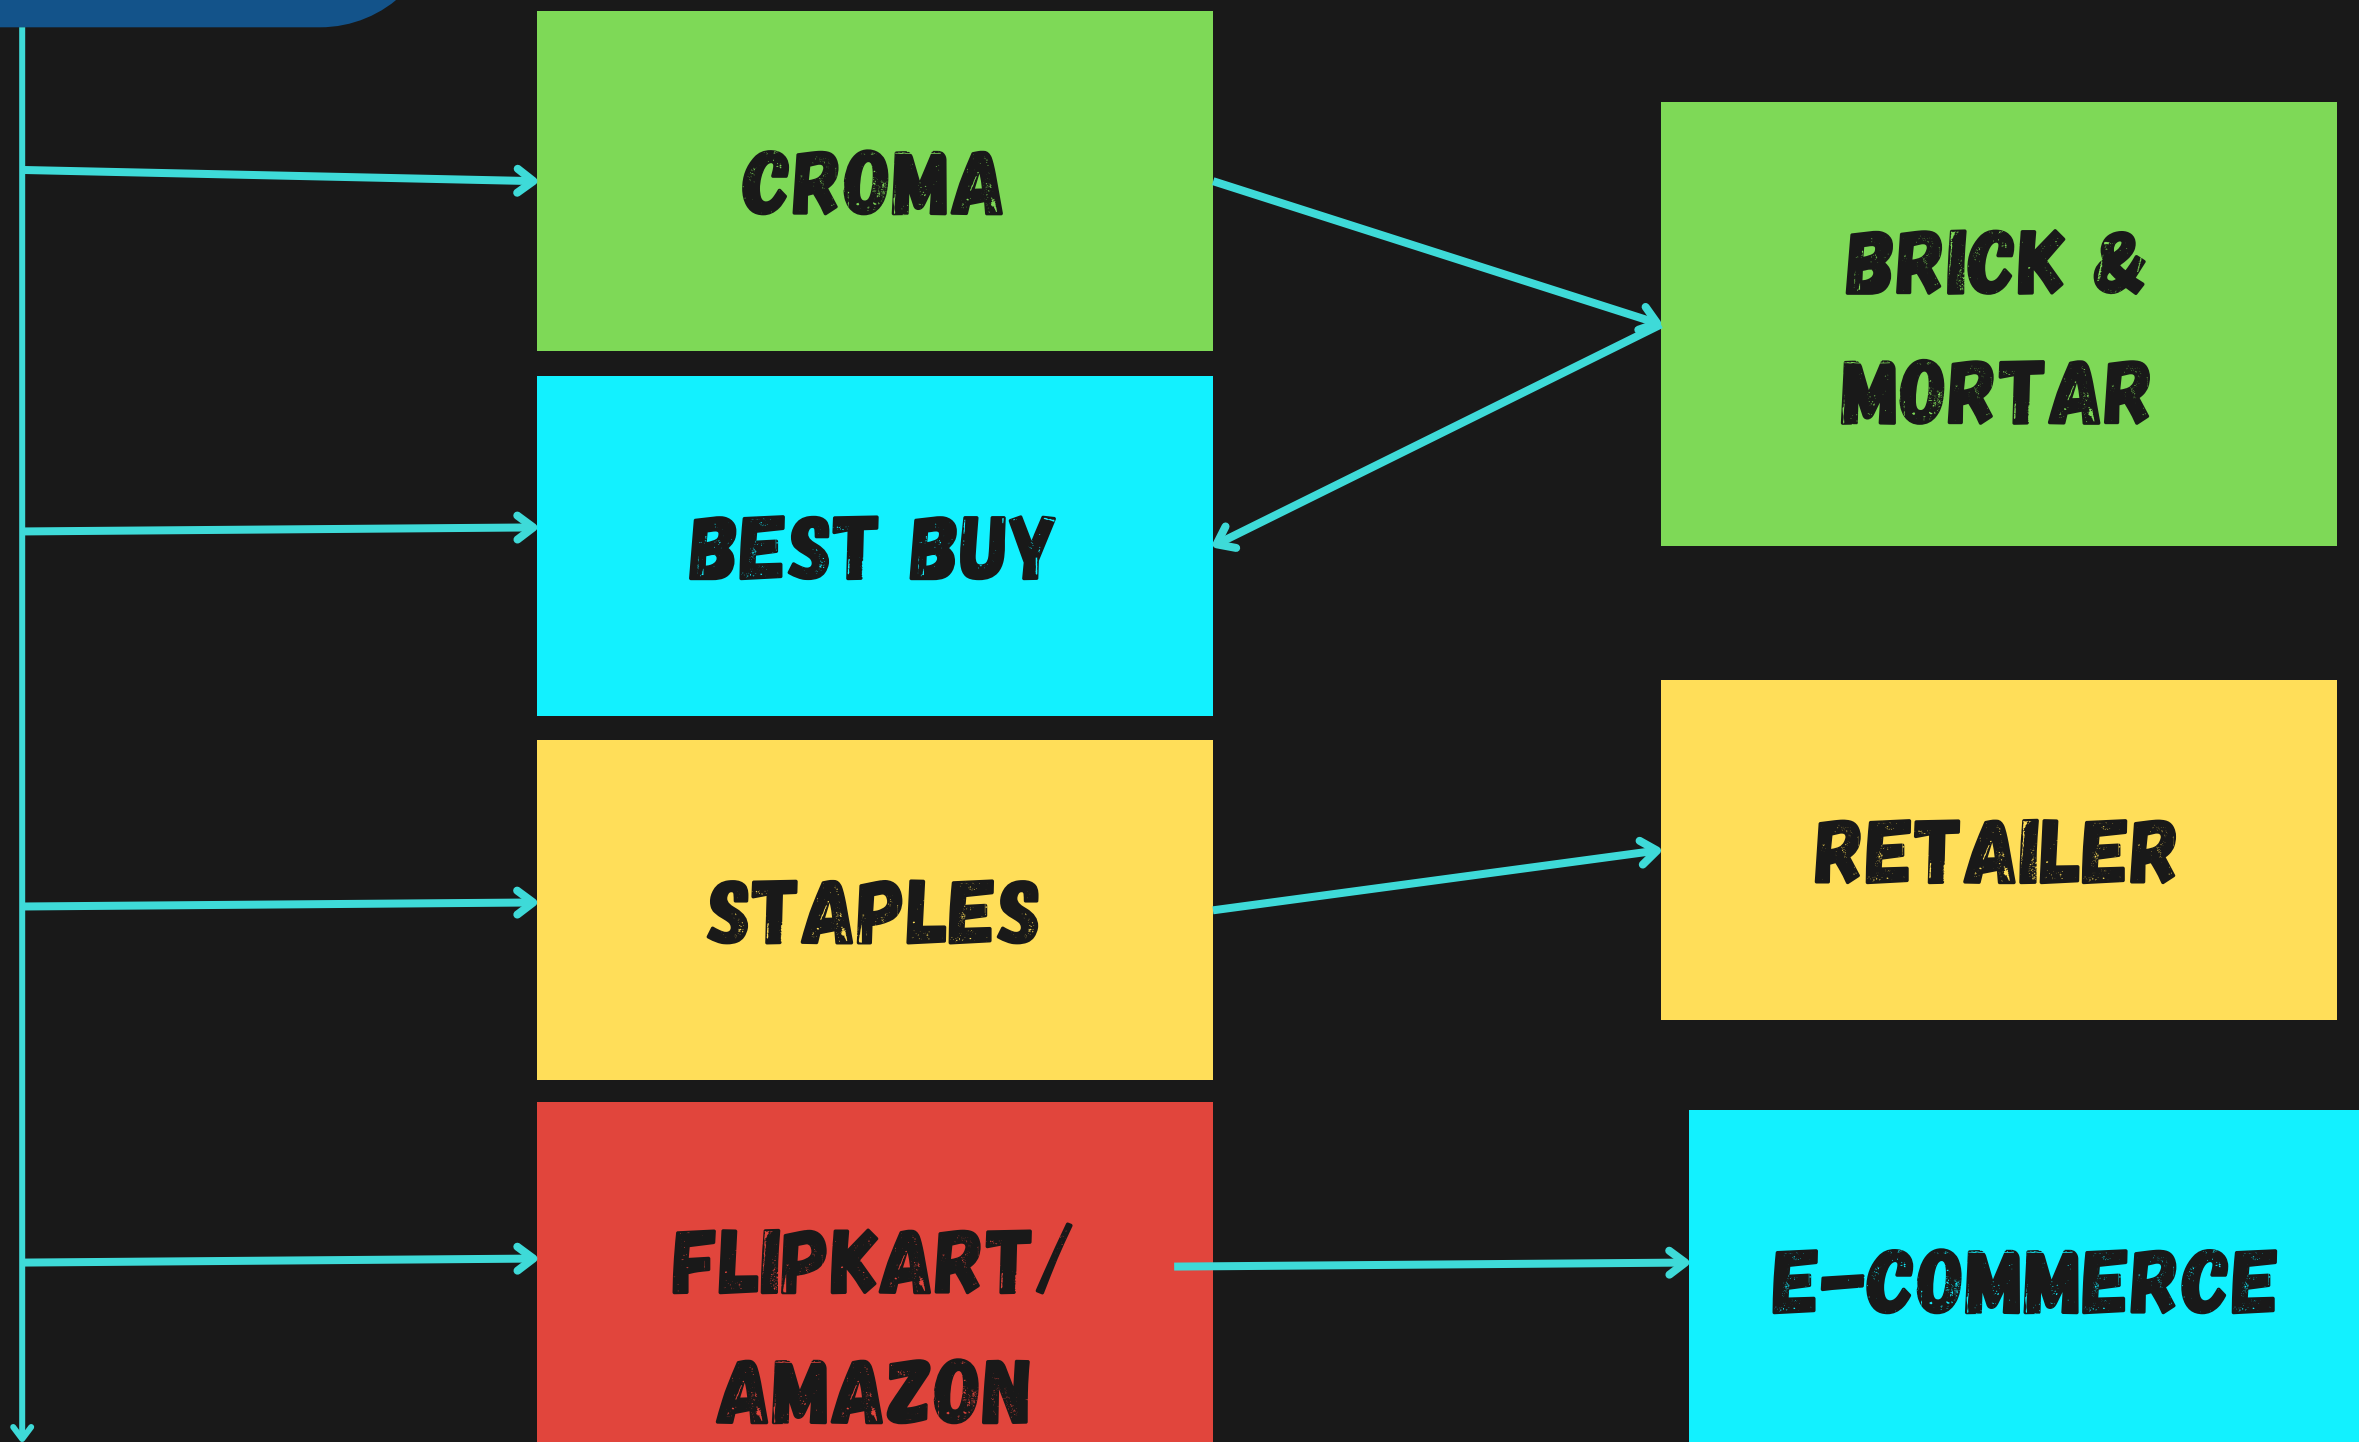 CROMA
BRICK &
MORTAR
BEST BUY
STAPLES
RETAILER
FLIPKART/
AMAZON
E-COMMERCE